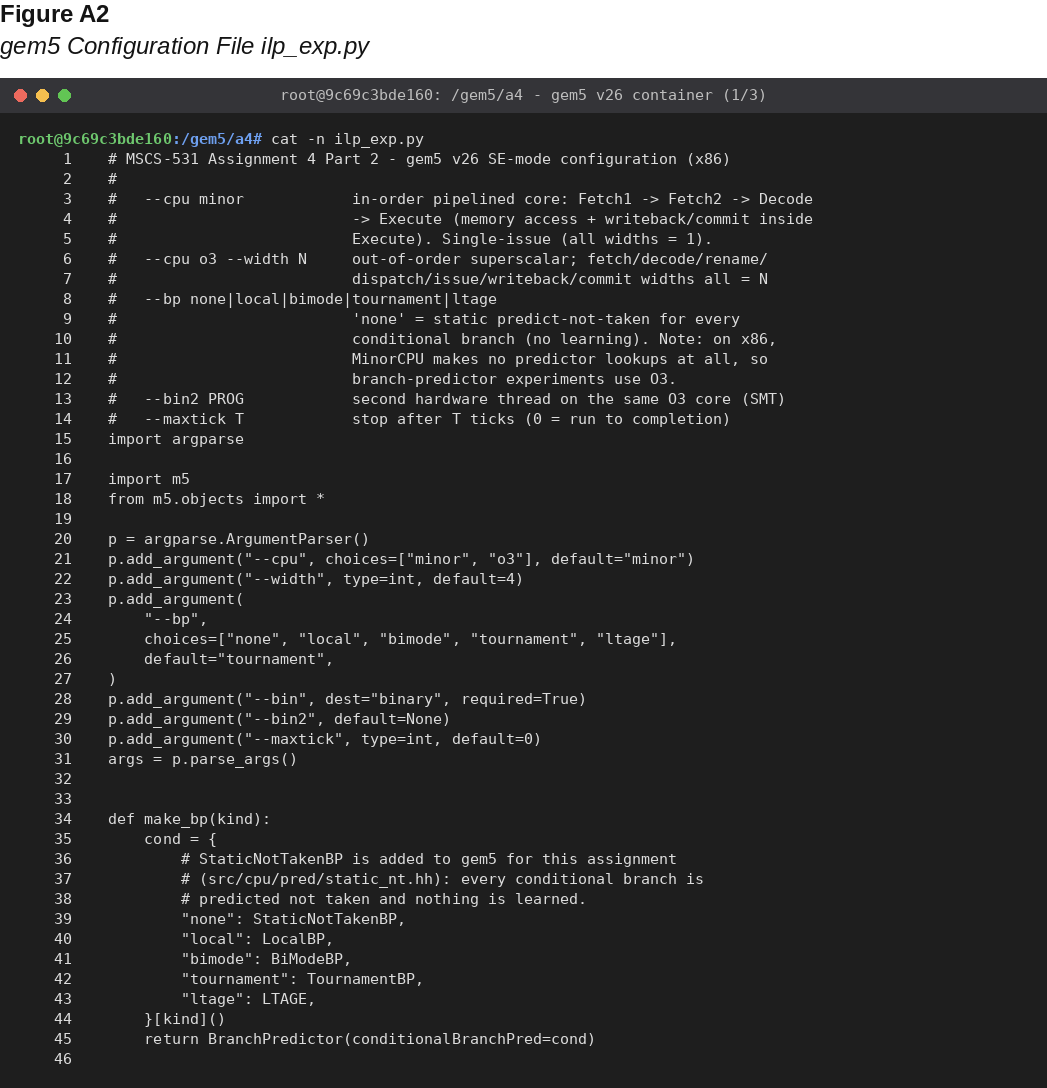 Figure A2
gem5 Configuration File ilp_exp.py
root@9c69c3bde160: /gem5/a4 - gem5 v26 container (1/3)
root@9c69c3bde160:/gem5/a4# cat -n ilp_exp.py
     1    # MSCS-531 Assignment 4 Part 2 - gem5 v26 SE-mode configuration (x86)
     2    #
     3    #   --cpu minor            in-order pipelined core: Fetch1 -> Fetch2 -> Decode
     4    #                          -> Execute (memory access + writeback/commit inside
     5    #                          Execute). Single-issue (all widths = 1).
     6    #   --cpu o3 --width N     out-of-order superscalar; fetch/decode/rename/
     7    #                          dispatch/issue/writeback/commit widths all = N
     8    #   --bp none|local|bimode|tournament|ltage
     9    #                          'none' = static predict-not-taken for every
    10    #                          conditional branch (no learning). Note: on x86,
    11    #                          MinorCPU makes no predictor lookups at all, so
    12    #                          branch-predictor experiments use O3.
    13    #   --bin2 PROG            second hardware thread on the same O3 core (SMT)
    14    #   --maxtick T            stop after T ticks (0 = run to completion)
    15    import argparse
    16
    17    import m5
    18    from m5.objects import *
    19
    20    p = argparse.ArgumentParser()
    21    p.add_argument("--cpu", choices=["minor", "o3"], default="minor")
    22    p.add_argument("--width", type=int, default=4)
    23    p.add_argument(
    24        "--bp",
    25        choices=["none", "local", "bimode", "tournament", "ltage"],
    26        default="tournament",
    27    )
    28    p.add_argument("--bin", dest="binary", required=True)
    29    p.add_argument("--bin2", default=None)
    30    p.add_argument("--maxtick", type=int, default=0)
    31    args = p.parse_args()
    32
    33
    34    def make_bp(kind):
    35        cond = {
    36            # StaticNotTakenBP is added to gem5 for this assignment
    37            # (src/cpu/pred/static_nt.hh): every conditional branch is
    38            # predicted not taken and nothing is learned.
    39            "none": StaticNotTakenBP,
    40            "local": LocalBP,
    41            "bimode": BiModeBP,
    42            "tournament": TournamentBP,
    43            "ltage": LTAGE,
    44        }[kind]()
    45        return BranchPredictor(conditionalBranchPred=cond)
    46